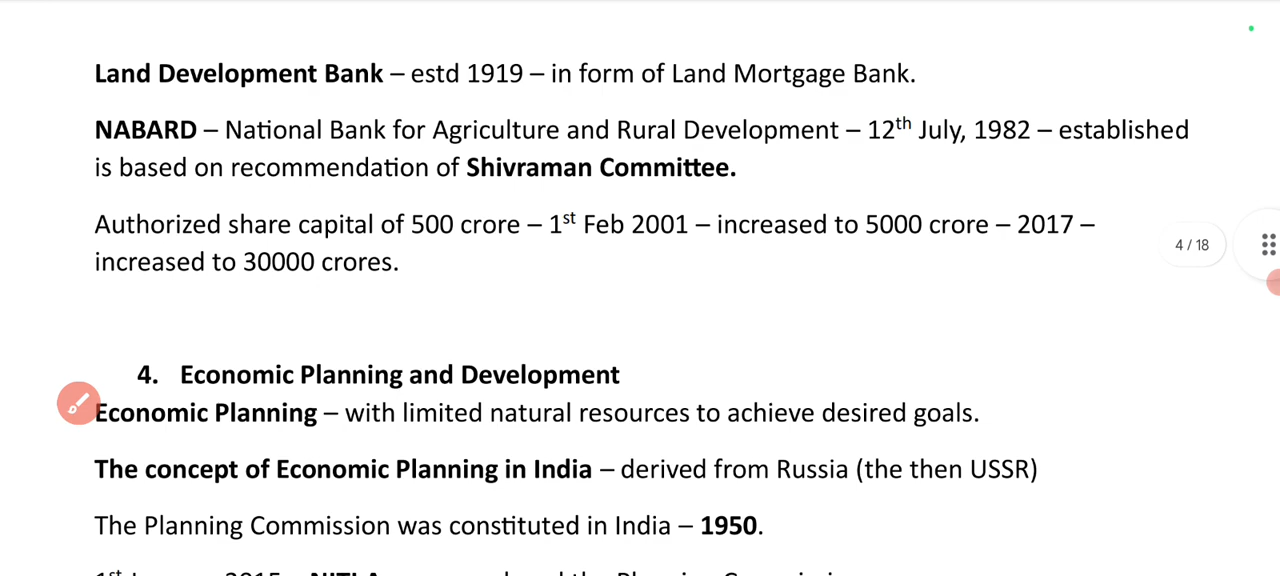 Land Development Bank – estd 1919 – in form of Land Mortgage Bank.
NABARD – National Bank for Agriculture and Rural Development – 12th July, 1982 – established
is based on recommendation of Shivraman Committee.
Authorized share capital of 500 crore – 1st Feb 2001 – increased to 5000 crore – 2017 –
increased to 30000 crores.
4 / 18
4. Economic Planning and Development
Economic Planning – with limited natural resources to achieve desired goals.
The concept of Economic Planning in India – derived from Russia (the then USSR)
The Planning Commission was constituted in India – 1950.